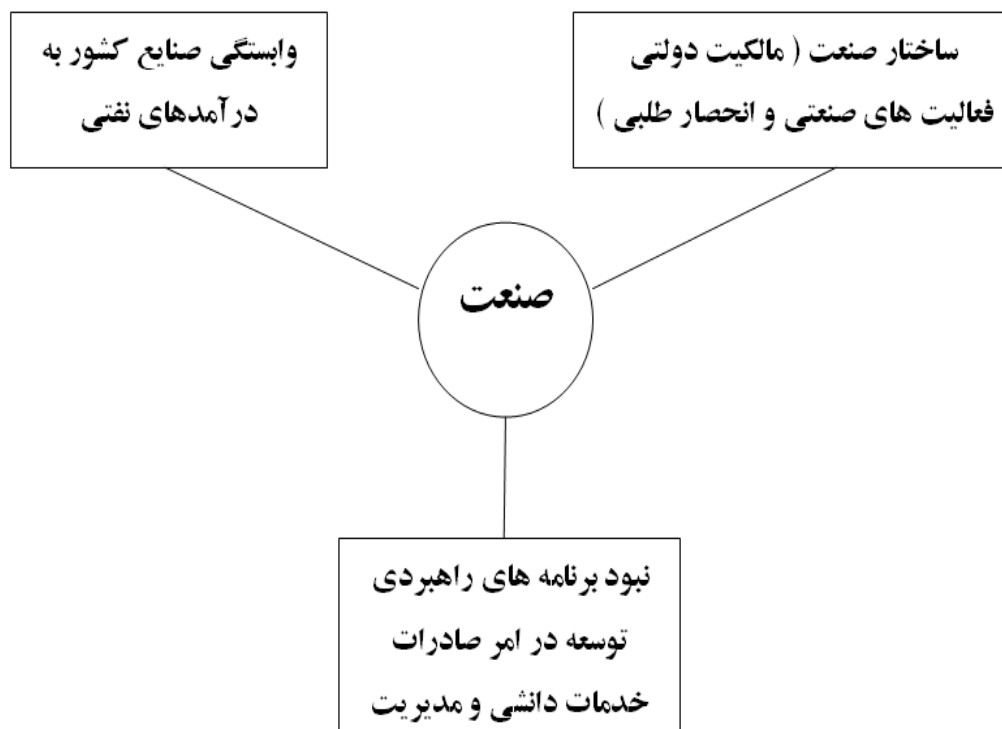 ساختار صنعت ( مالکیت دولتی
فعالیت های صنعتی و انحصار طلبی )
وابستگی صنایع کشور به
درآمدهای نفتی
صنعت
نبود برنامه های راهبردی
توسعه در امر صادرات
خدمات دانشی و مدیریت